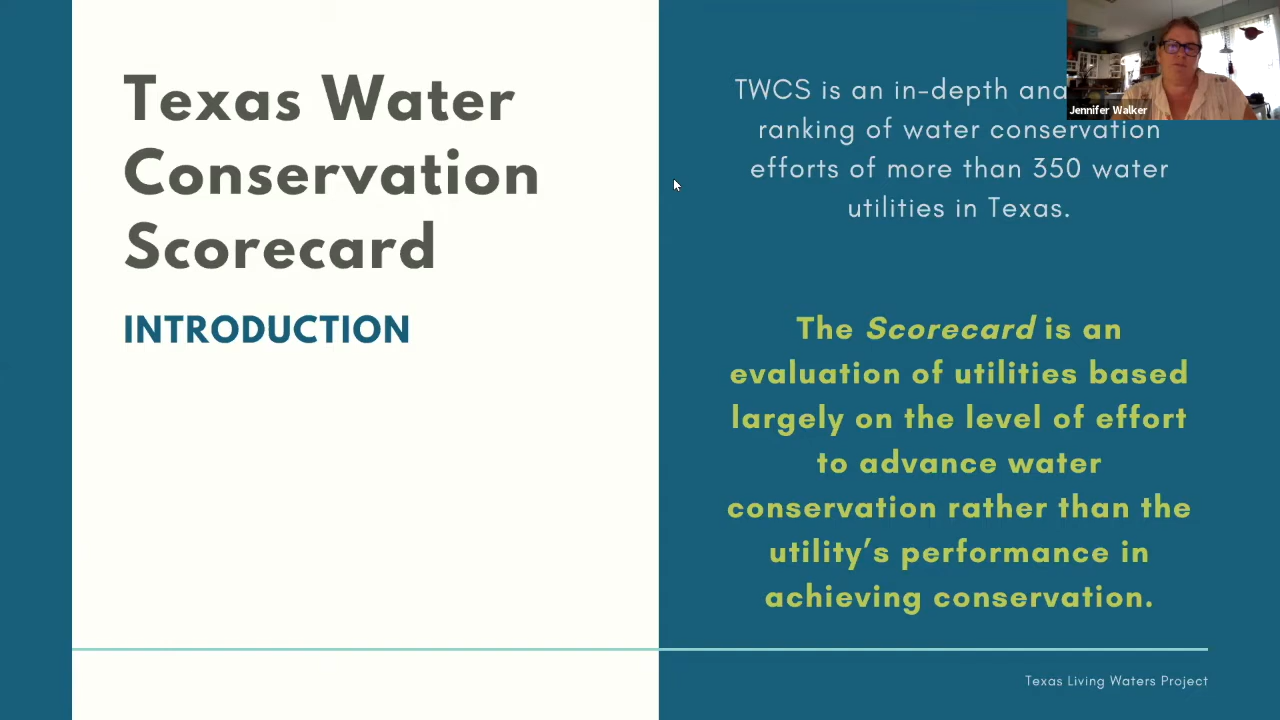 Texas Water
Conservation
Scorecard
INTRODUCTION
TWCS is an in-depth
ranking of water conservation
efforts of more than 350 water
utilities in Texas.
The Scorecard is an
evaluation of utilities based
largely on the level of effort
to advance water
conservation rather than the
utility's performance in
achieving conservation.
Texas Living Waters Project
Jennifer Walker